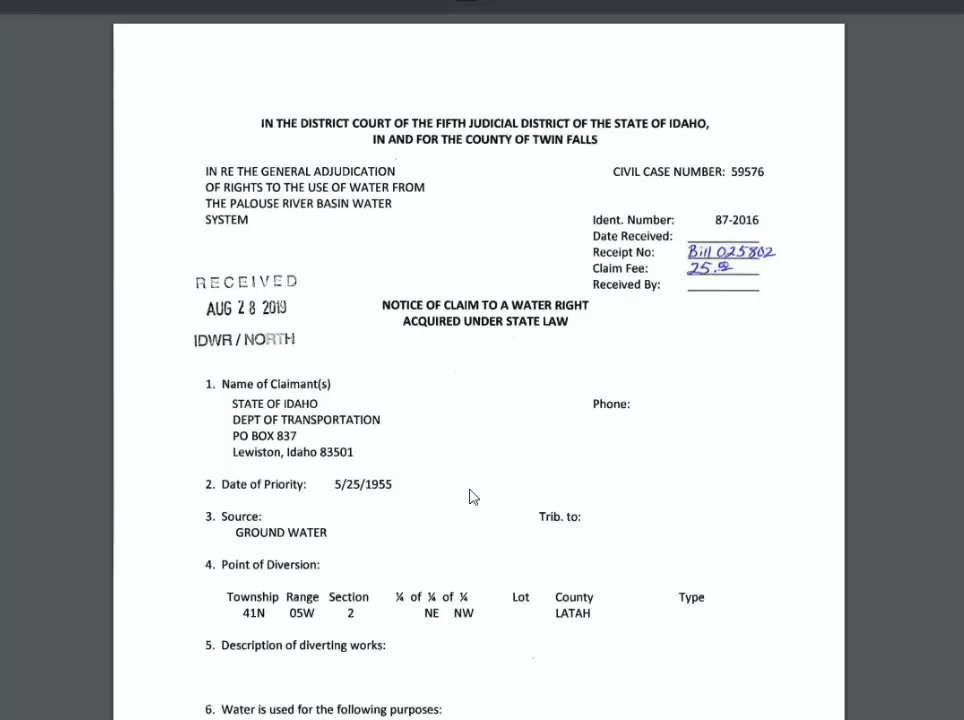 IN THE DISTRICT COURT OF THE FIFTH JUDICIAL DISTRICT OF THE STATE OF IDAHO,
IN AND FOR THE COUNTY OF TWIN FALLS
IN RE THE GENERAL ADJUDICATION
OF RIGHTS TO THE USE OF WATER FROM
THE PALOUSE RIVER BASIN WATER
SYSTEM
CIVIL CASE NUMBER: 59576
Ident. Number: 87-2016
Date Received:
Receipt No: Bill 025802
Claim Fee: 25.00
Received By:
RECEIVED
AUG 28 2019
IDWR / NORTH
NOTICE OF CLAIM TO A WATER RIGHT
ACQUIRED UNDER STATE LAW
1. Name of Claimant(s)
STATE OF IDAHO Phone:
DEPT OF TRANSPORTATION
PO BOX 837
Lewiston, Idaho 83501
2. Date of Priority: 5/25/1955
3. Source: Trib. to:
GROUND WATER
4. Point of Diversion:
Township Range Section ¼ of ¼ of ¼ Lot County Type
41N 05W 2 NE NW LATAH
5. Description of diverting works:
6. Water is used for the following purposes: